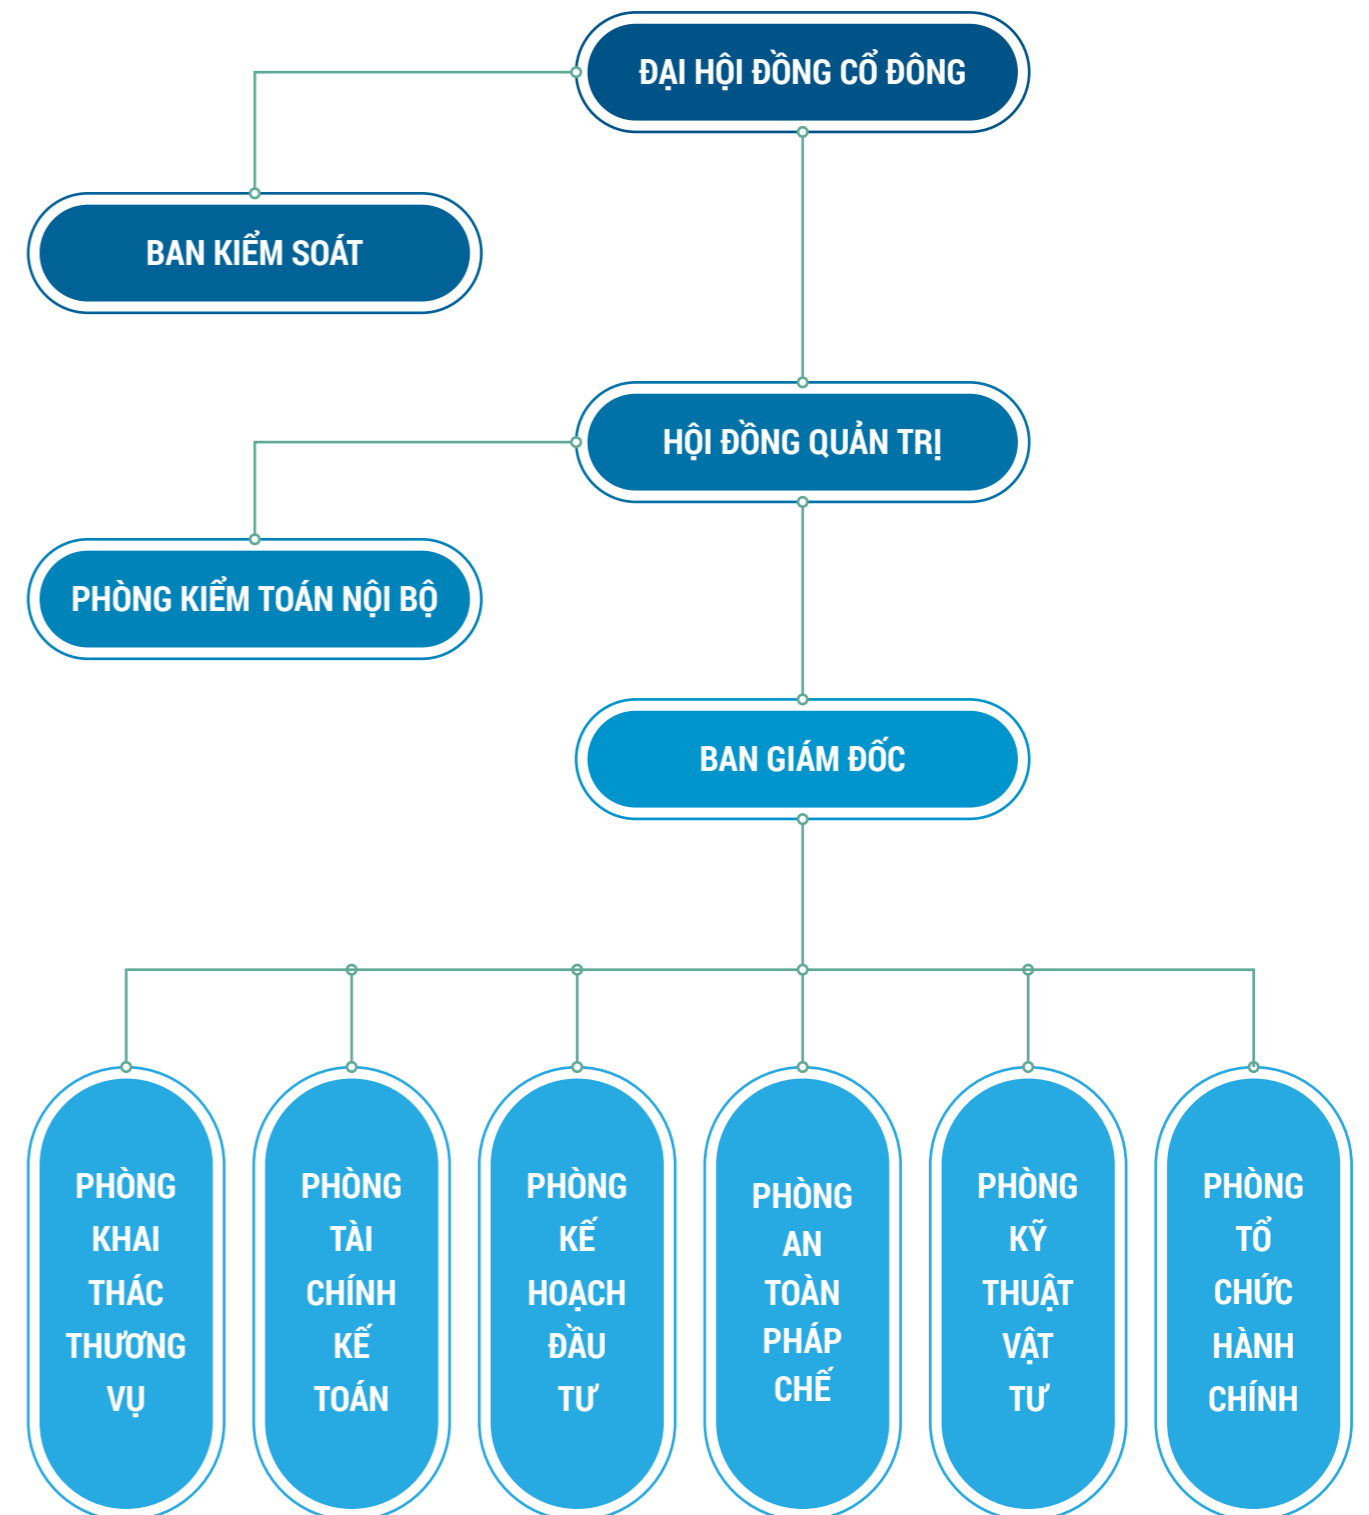 ĐẠI HỘI ĐỒNG CỔ ĐÔNG
BAN KIỂM SOÁT
HỘI ĐỒNG QUẢN TRỊ
PHÒNG KIỂM TOÁN NỘI BỘ
BAN GIÁM ĐỐC
PHÒNG
KHAI
THÁC
THƯƠNG
VỤ
PHÒNG
TÀI
CHÍNH
KẾ
TOÁN
PHÒNG
KẾ
HOẠCH
ĐẦU
TƯ
PHÒNG
AN
TOÀN
PHÁP
CHẾ
PHÒNG
KỸ
THUẬT
VẬT
TƯ
PHÒNG
TỔ
CHỨC
HÀNH
CHÍNH